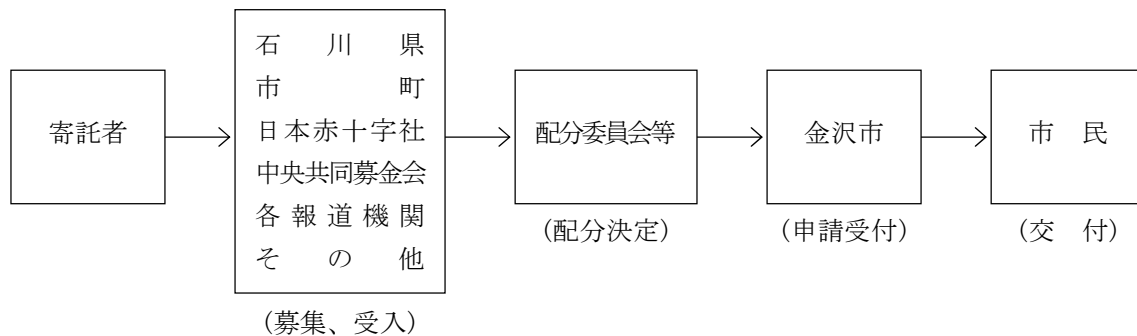 寄託者
石川県
市町
日本赤十字社
中央共同募金会
各報道機関
その他
(募集、受入)
配分委員会等
(配分決定)
金沢市
(申請受付)
市民
(交付)